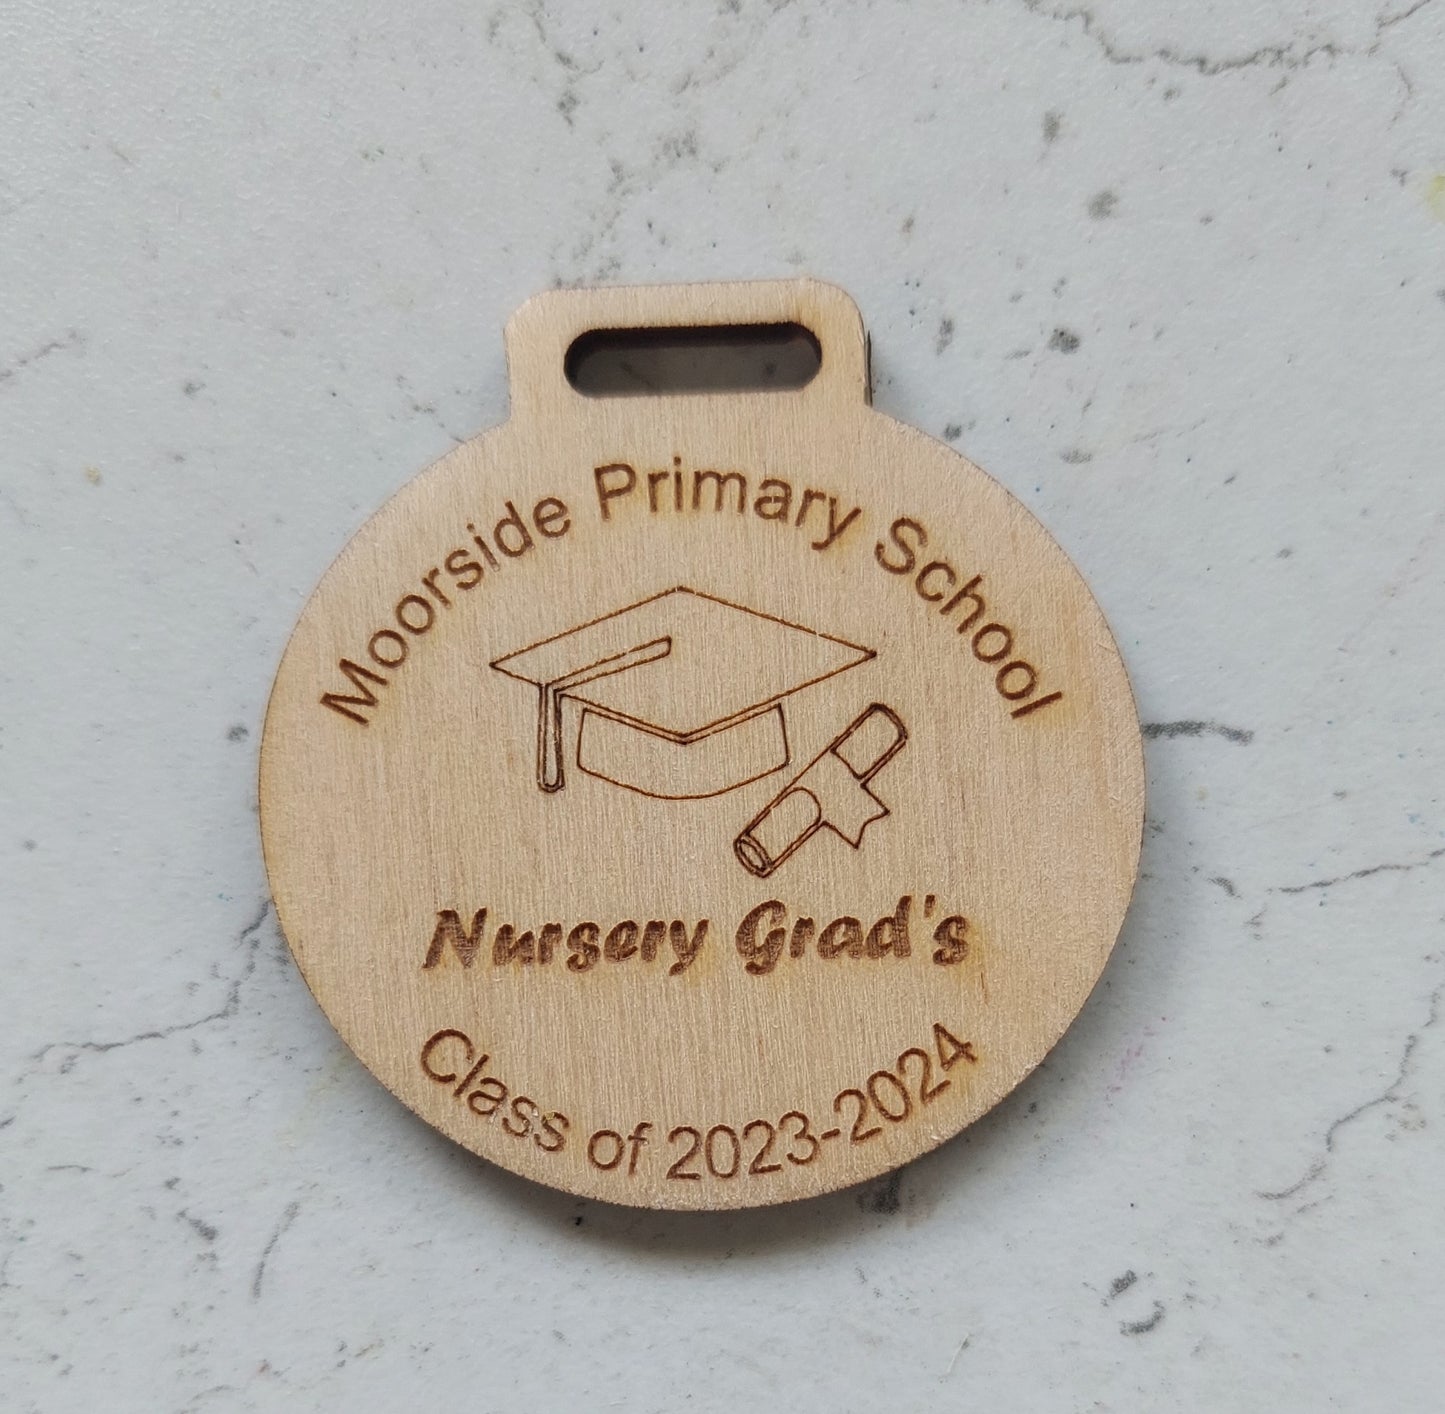 Moorside Primary School
Nursery Grad's
Class of 2023-2024